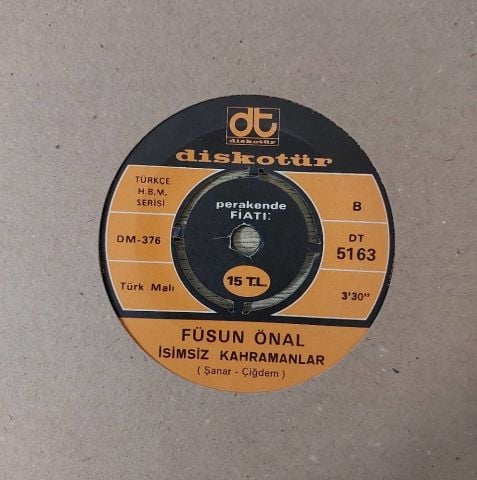 dt
diskotür
diskotür
TÜRKÇE
H.B.M.
SERİSİ
perakende
FİATI:
B
DM-376
DT
5163
15 T.L.
Türk Malı
3'30"
FÜSUN ÖNAL
İSİMSİZ KAHRAMANLAR
( Şanar - Çiğdem )